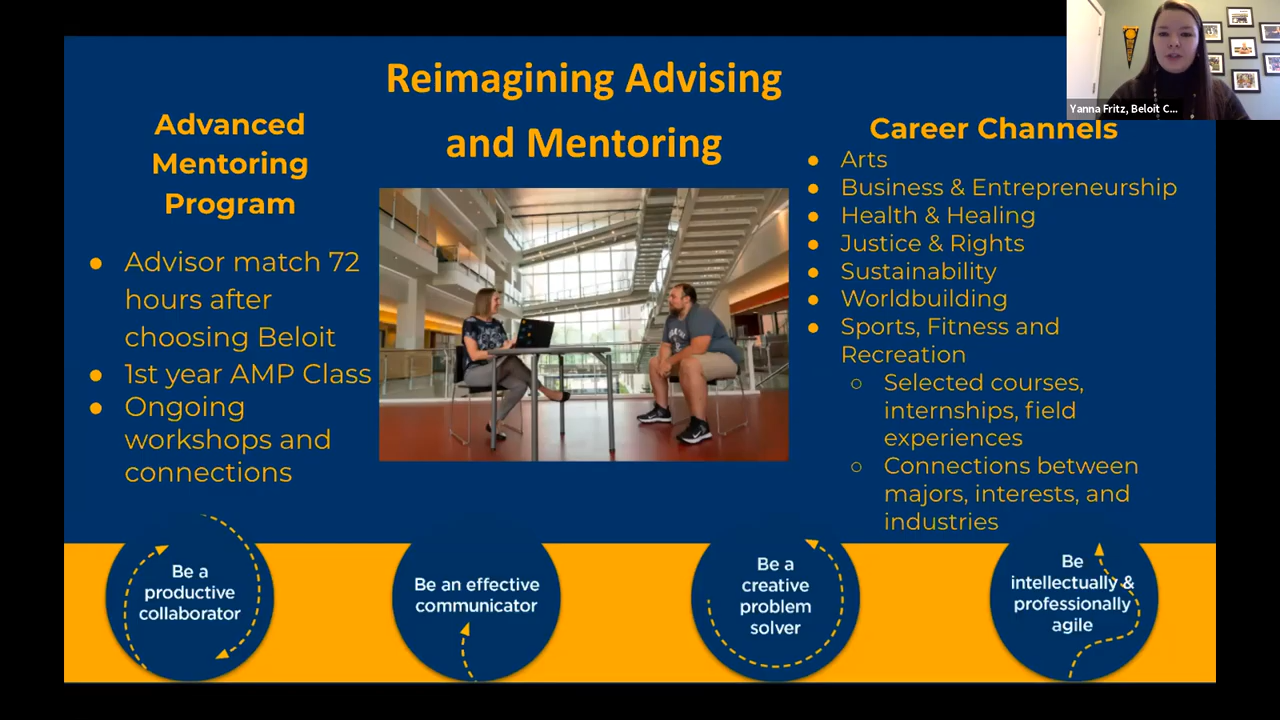 Reimagining Advising
and Mentoring
Advanced
Mentoring
Program
Advisor match 72
hours after
choosing Beloit
1st year AMP Class
Ongoing
workshops and
connections
Yanna Fritz, Beloit C...
Career Channels
Arts
Business & Entrepreneurship
Health & Healing
Justice & Rights
Sustainability
Worldbuilding
Sports, Fitness and
Recreation
Selected courses,
internships, field
experiences
Connections between
majors, interests, and
industries
Be a
productive
collaborator
Be an effective
communicator
Be a
creative
problem
solver
Be
intellectually &
professionally
agile